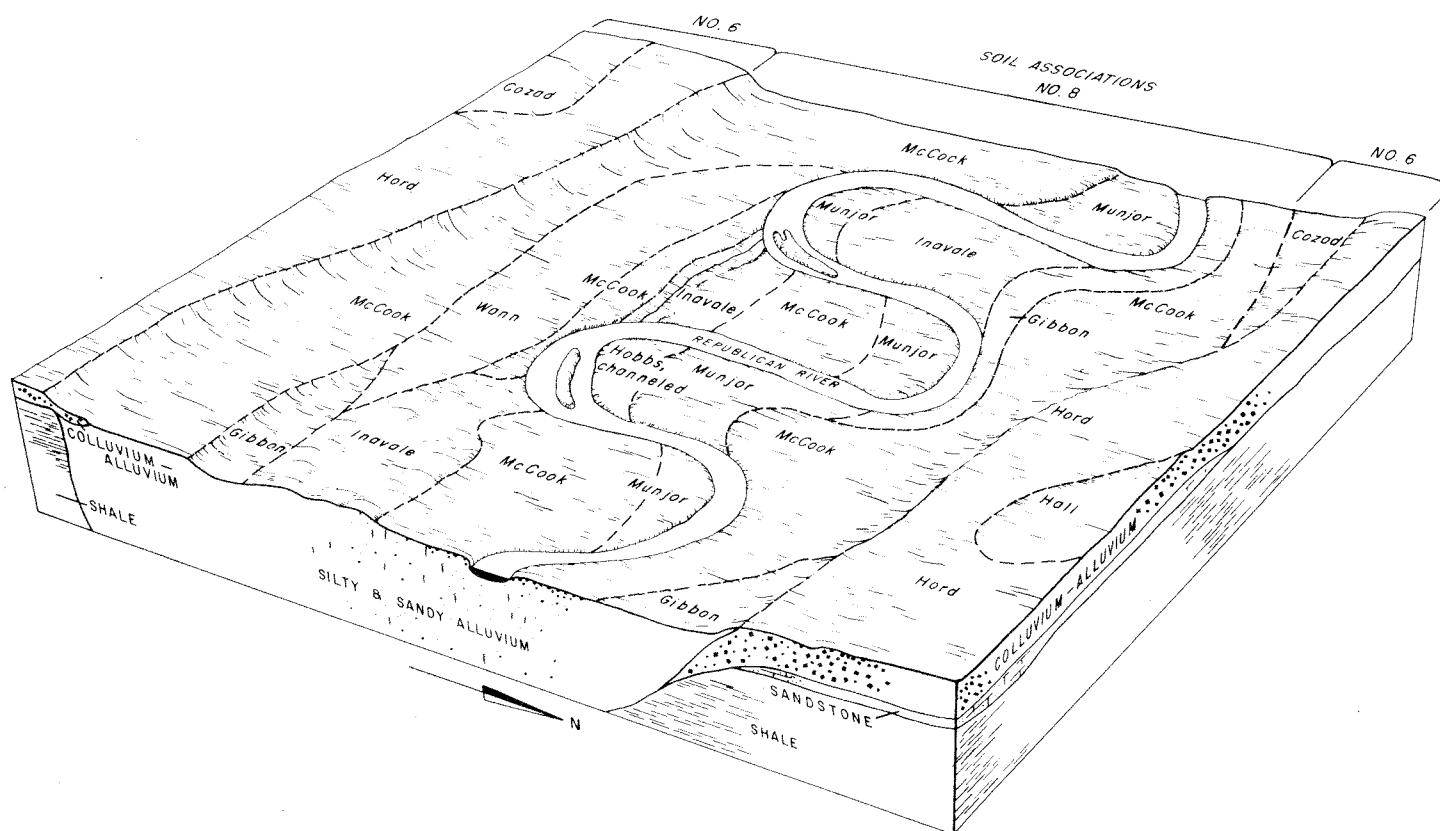 NO. 6
SOIL ASSOCIATIONS
NO. 8
NO. 6
Cozad
McCook
Hord
Munjor
Munjor
Inavale
Cozad
McCook
Inavale
McCook
McCook
McCook
Wann
Gibbon
Munjor
REPUBLICAN RIVER
Hobbs,
channeled
Munjor
Hord
Gibbon
Inavale
McCook
McCook
Munjor
Hall
COLLUVIUM –
ALLUVIUM
SHALE
SILTY & SANDY ALLUVIUM
Gibbon
Hord
COLLUVIUM – ALLUVIUM
SANDSTONE
SHALE
N